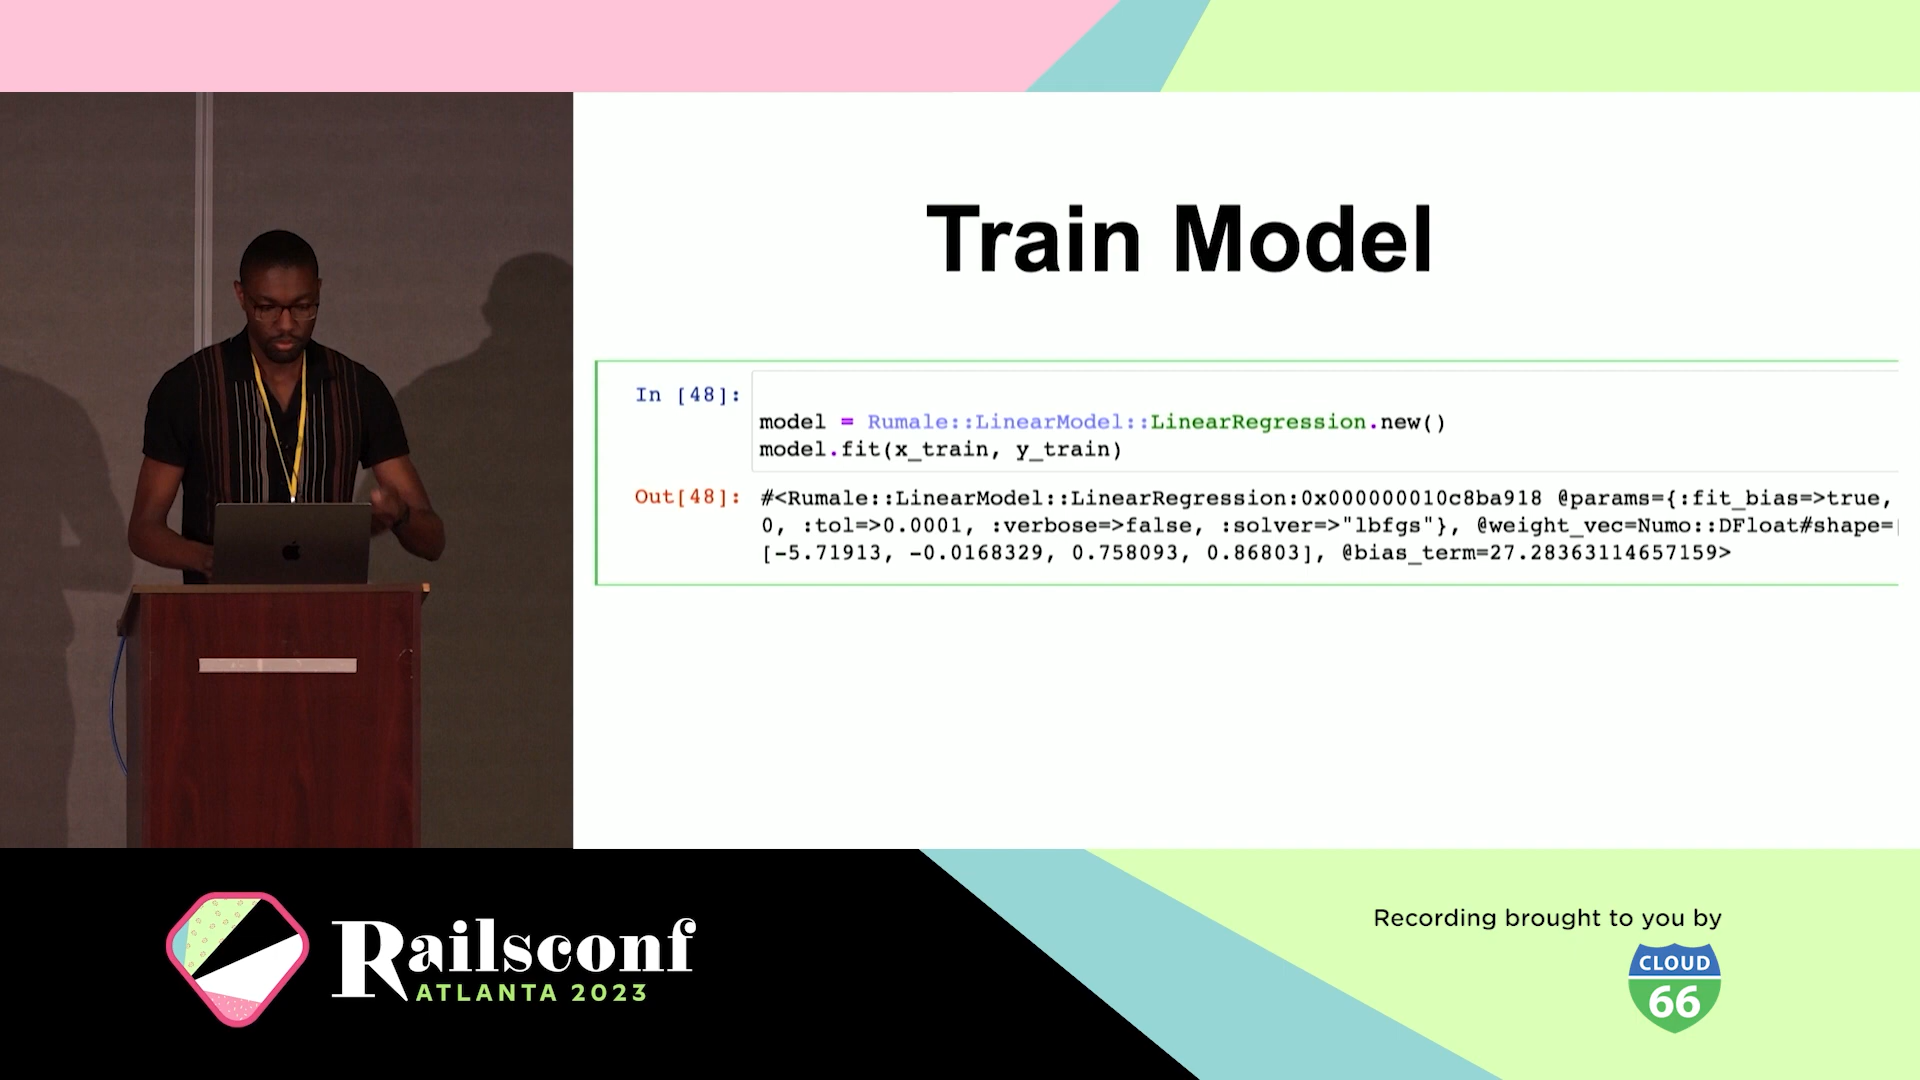 Train Model
In [48]:
model = Rumale::LinearModel::LinearRegression.new()
model.fit(x_train, y_train)
Out[48]: #<Rumale::LinearModel::LinearRegression:0x000000010c8ba918 @params={:fit_bias=>true,
0, :tol=>0.0001, :verbose=>false, :solver=>"lbfgs"}, @weight_vec=Numo::DFloat#shape=[
[-5.71913, -0.0168329, 0.758093, 0.86803], @bias_term=27.28363114657159>
Railsconf
ATLANTA 2023
Recording brought to you by
CLOUD
66